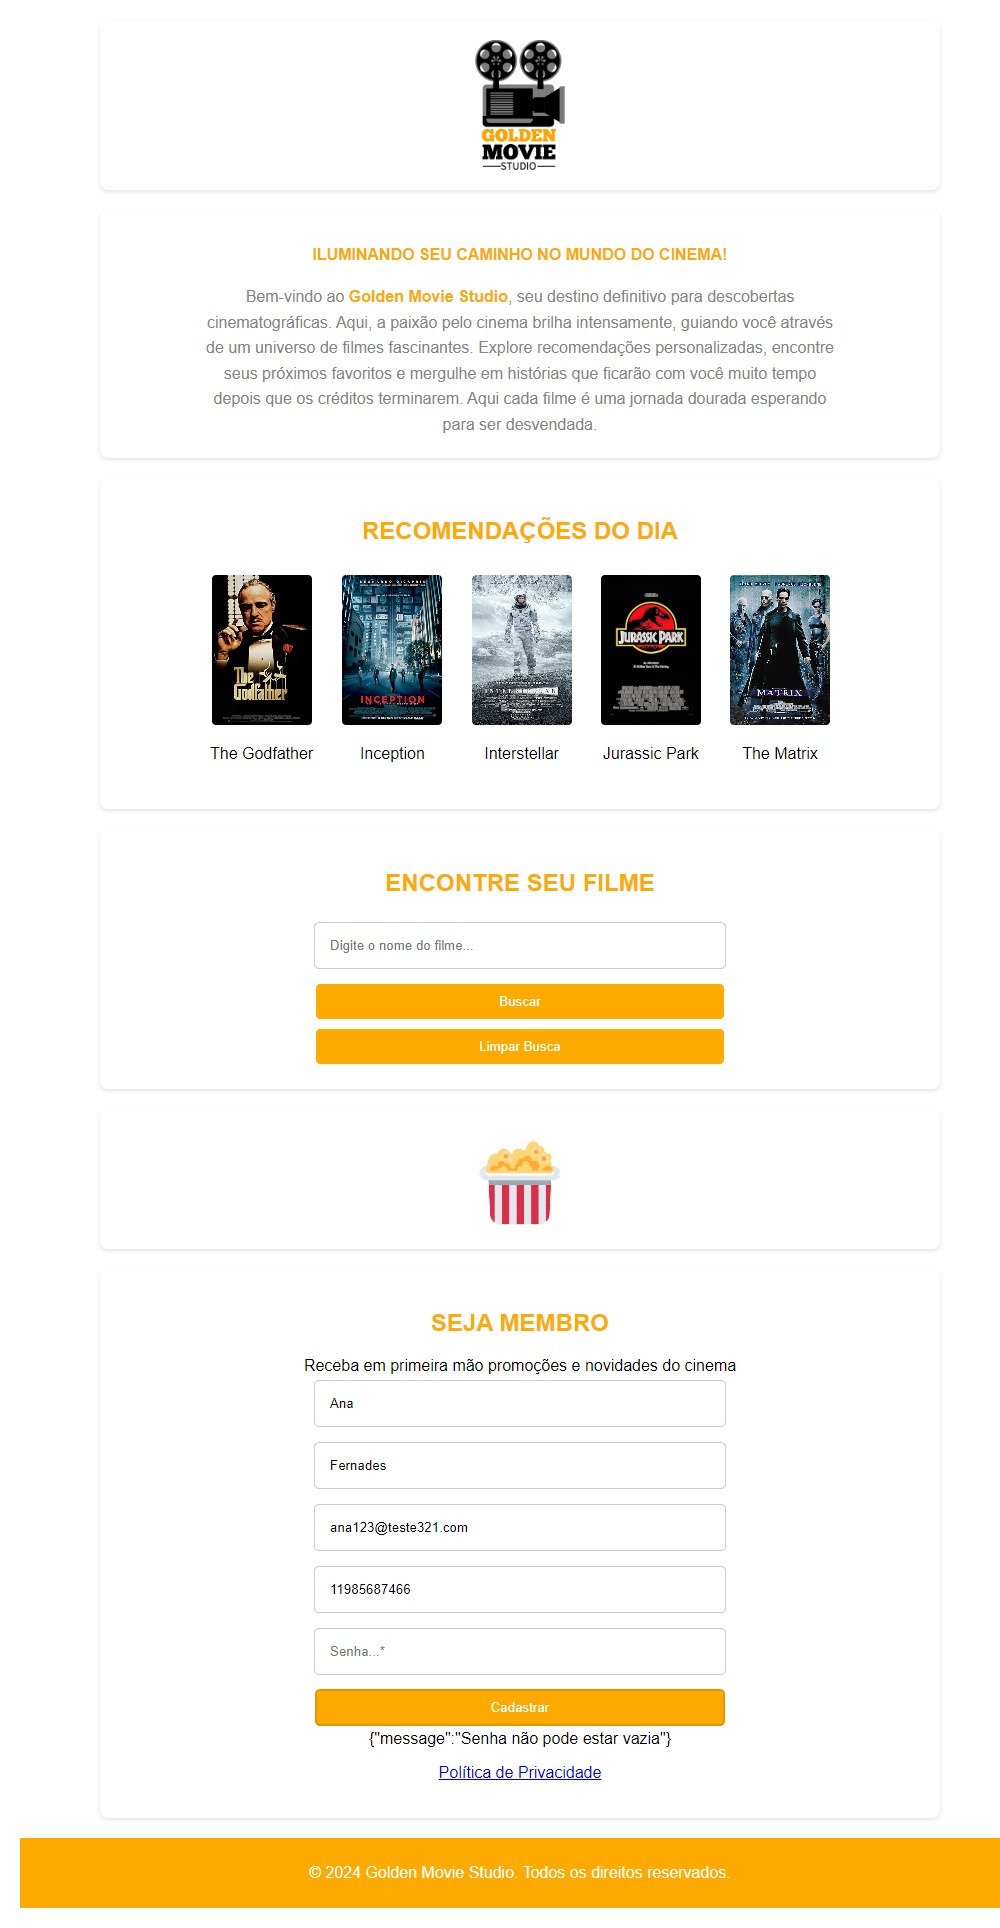 GOLDEN
MOVIE
STUDIO
ILUMINANDO SEU CAMINHO NO MUNDO DO CINEMA!
Bem-vindo ao Golden Movie Studio, seu destino definitivo para descobertas
cinematográficas. Aqui, a paixão pelo cinema brilha intensamente, guiando você através
de um universo de filmes fascinantes. Explore recomendações personalizadas, encontre
seus próximos favoritos e mergulhe em histórias que ficarão com você muito tempo
depois que os créditos terminarem. Aqui cada filme é uma jornada dourada esperando
para ser desvendada.
RECOMENDAÇÕES DO DIA
The
Godfather
INCEPTION
INTERSTELLAR
JURASSIC PARK
MATRIX
The Godfather
Inception
Interstellar
Jurassic Park
The Matrix
ENCONTRE SEU FILME
Digite o nome do filme...
Buscar
Limpar Busca
SEJA MEMBRO
Receba em primeira mão promoções e novidades do cinema
Ana
Fernades
ana123@teste321.com
11985687466
Senha...*
Cadastrar
{"message":"Senha não pode estar vazia"}
Política de Privacidade
© 2024 Golden Movie Studio. Todos os direitos reservados.